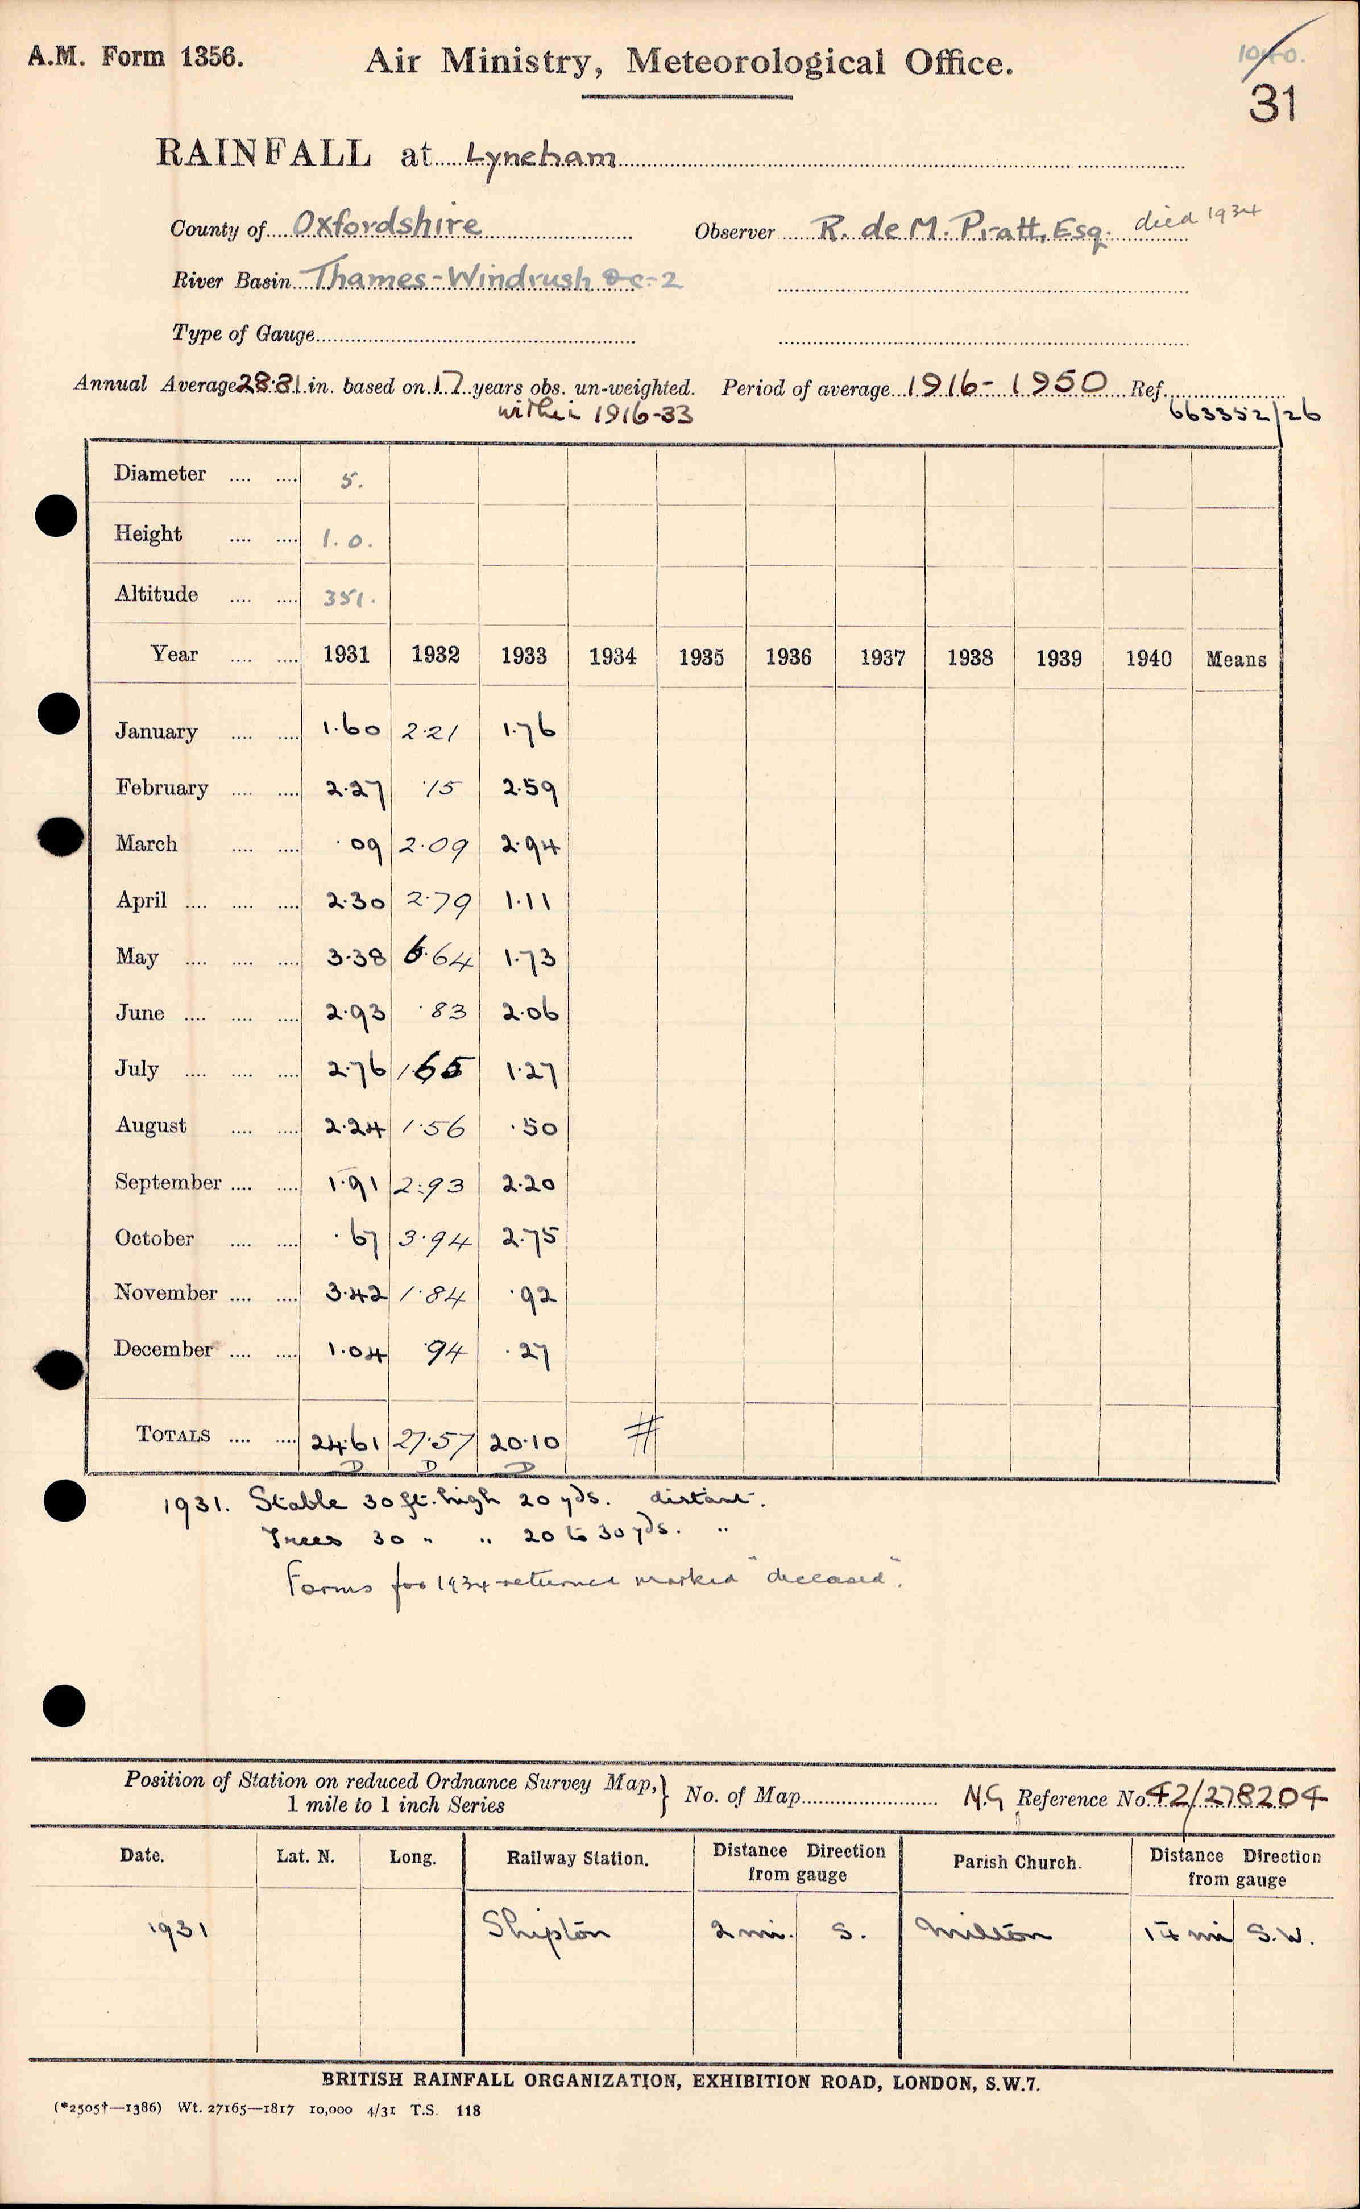 A.M. Form 1356.
Air Ministry, Meteorological Office.
31
RAINFALL at Lyneham
County of Oxfordshire Observer R. de M. Pratt, Esq. died 1934
River Basin Thames-Windrush &c-2
Type of Gauge
Annual Average 28.81 in. based on 17 years obs. un-weighted. Period of average 1916-1950 Ref.
within 1916-33 663352/26
Diameter .... .... 5.
Height .... .... 1.0.
Altitude .... .... 351.
Year .... .... 1931 1932 1933 1934 1935 1936 1937 1938 1939 1940 Means
January .... .... 1.60 2.21 1.76
February .... .... 2.27 .15 2.59
March .... .... .09 2.09 2.94
April .... .... .... 2.30 2.79 1.11
May .... .... .... 3.38 6.64 1.73
June .... .... .... 2.93 .83 2.06
July .... .... .... 2.76 1.65 1.27
August .... .... 2.24 1.56 .50
September .... .... 1.91 2.93 2.20
October .... .... .67 3.94 2.75
November .... .... 3.42 1.84 .92
December .... .... 1.04 .94 .27
TOTALS .... .... 24.61 27.57 20.10 #
D D D
1931. Stable 30 ft. high 20 yds. distant.
Trees 30 " " 20 to 30 yds. "
Forms for 1934 returned marked "deceased".
Position of Station on reduced Ordnance Survey Map, } No. of Map N.G Reference No. 42/278204
1 mile to 1 inch Series
Date. Lat. N. Long. Railway Station. Distance Direction from gauge Parish Church. Distance Direction from gauge
1931 Shipton 2 mi. S. Milton 1¼ mi S.W.
BRITISH RAINFALL ORGANIZATION, EXHIBITION ROAD, LONDON, S.W.7.
(*2505†—1386) Wt. 27165—1817 10,000 4/31 T.S. 118